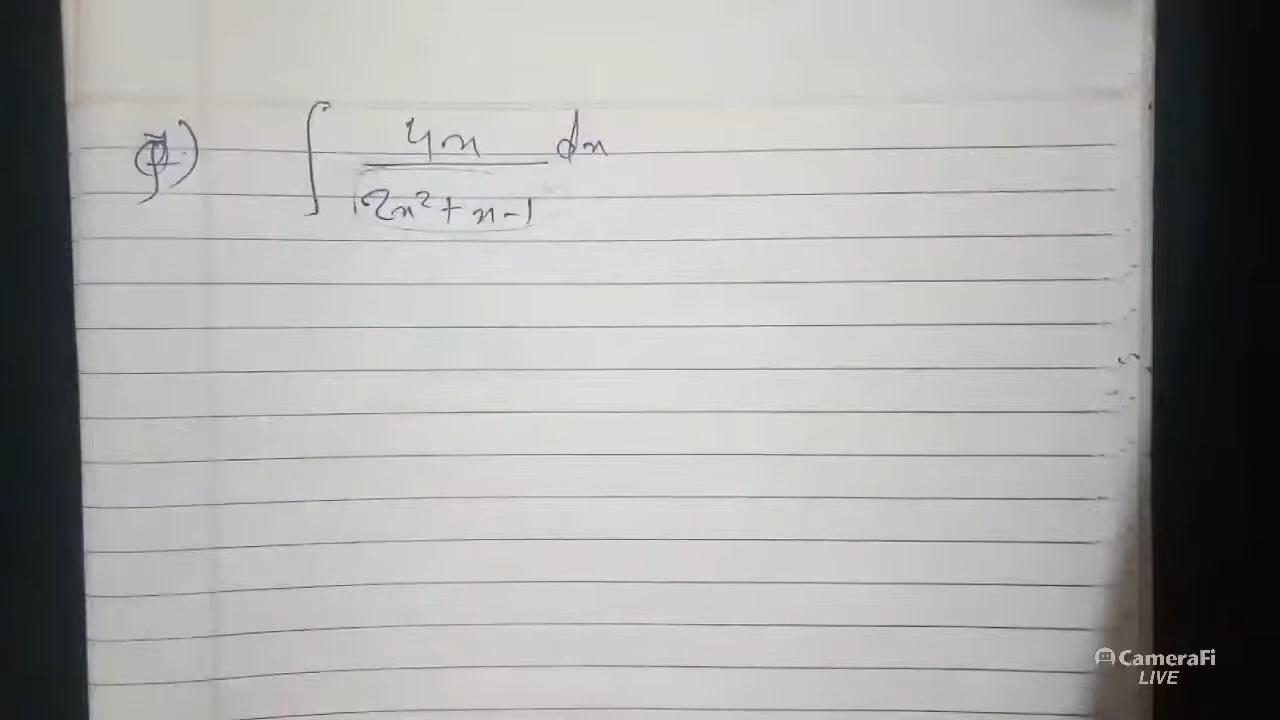 ∫ 4x / 2x² + x - 1 dx
CameraFi
LIVE